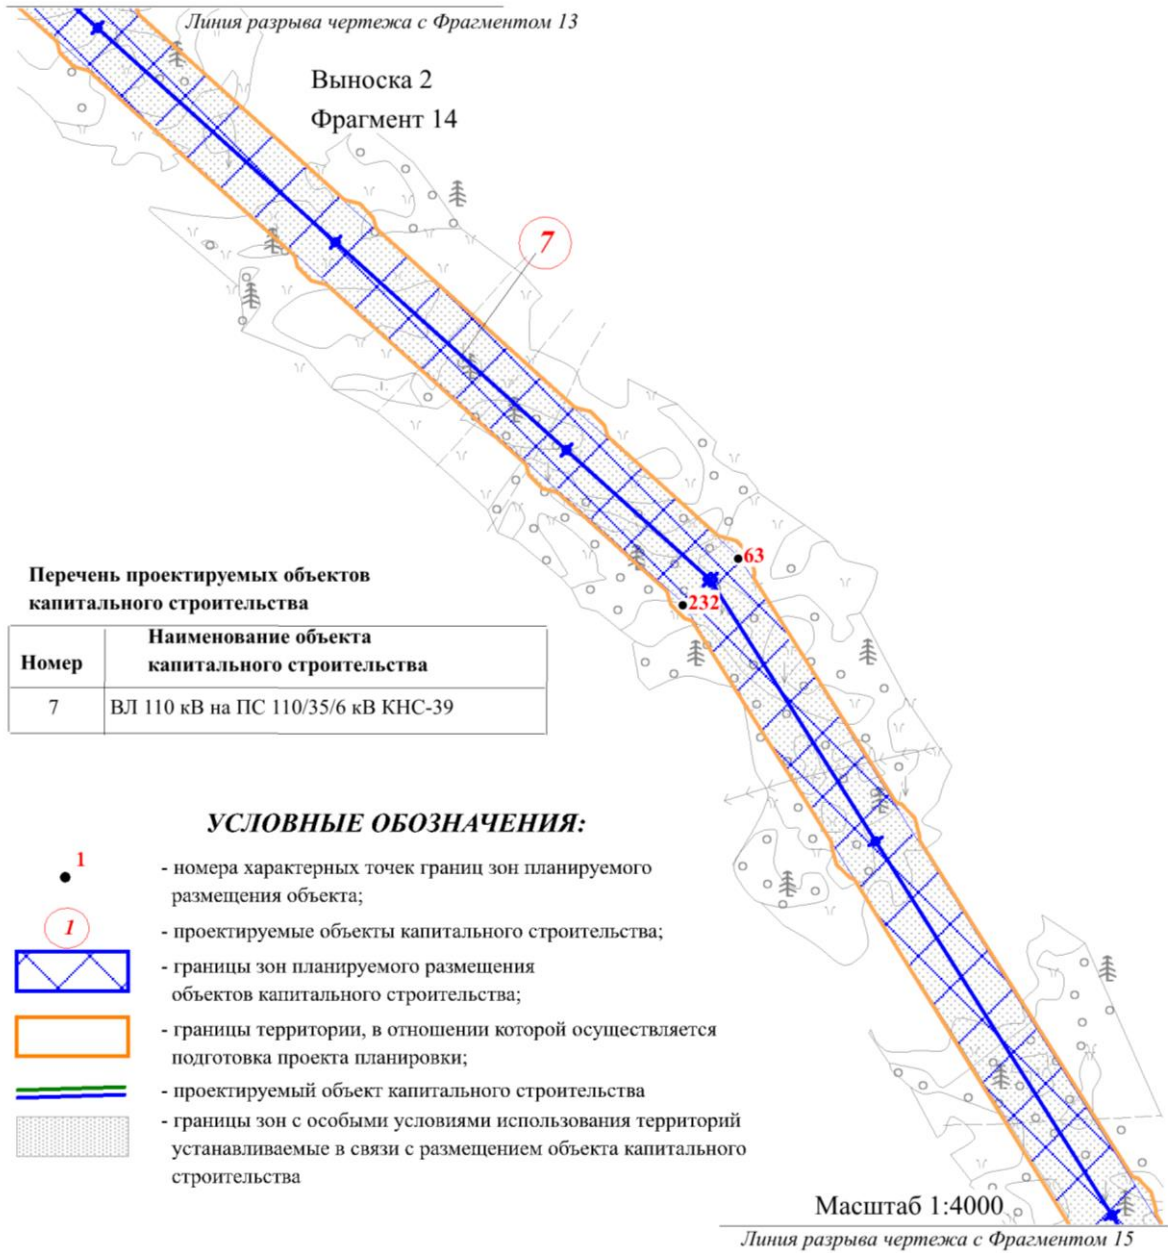 Линия разрыва чертежа с Фрагментом 13
Выноска 2
Фрагмент 14
7
63
232
Перечень проектируемых объектов
капитального строительства
Номер
Наименование объекта
капитального строительства
7
ВЛ 110 кВ на ПС 110/35/6 кВ КНС-39
УСЛОВНЫЕ ОБОЗНАЧЕНИЯ:
1
- номера характерных точек границ зон планируемого
размещения объекта;
1
- проектируемые объекты капитального строительства;
- границы зон планируемого размещения
объектов капитального строительства;
- границы территории, в отношении которой осуществляется
подготовка проекта планировки;
- проектируемый объект капитального строительства
- границы зон с особыми условиями использования территорий
устанавливаемые в связи с размещением объекта капитального
строительства
Масштаб 1:4000
Линия разрыва чертежа с Фрагментом 15